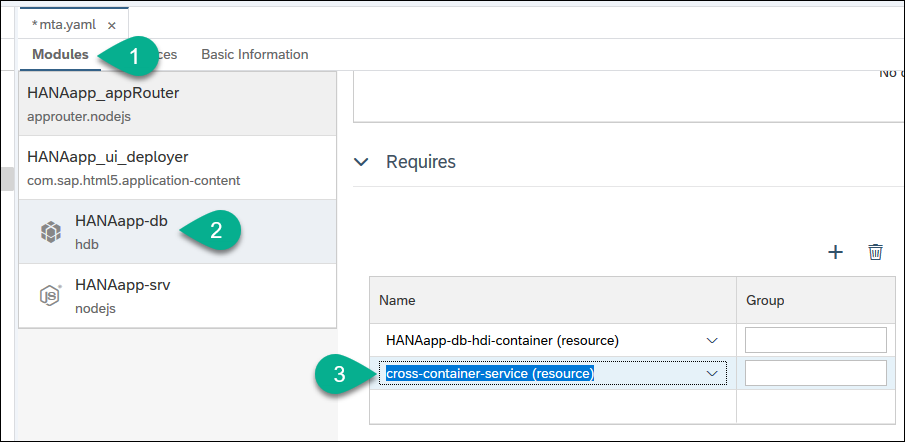 * mta.yaml ×
Modules 1 ces Basic Information
HANAapp_appRouter
approuter.nodejs
HANAapp_ui_deployer
com.sap.html5.application-content
HANAapp-db
hdb
2
HANAapp-srv
nodejs
JS
No
Requires
+
Name Group
HANAapp-db-hdi-container (resource)
3 cross-container-service (resource)